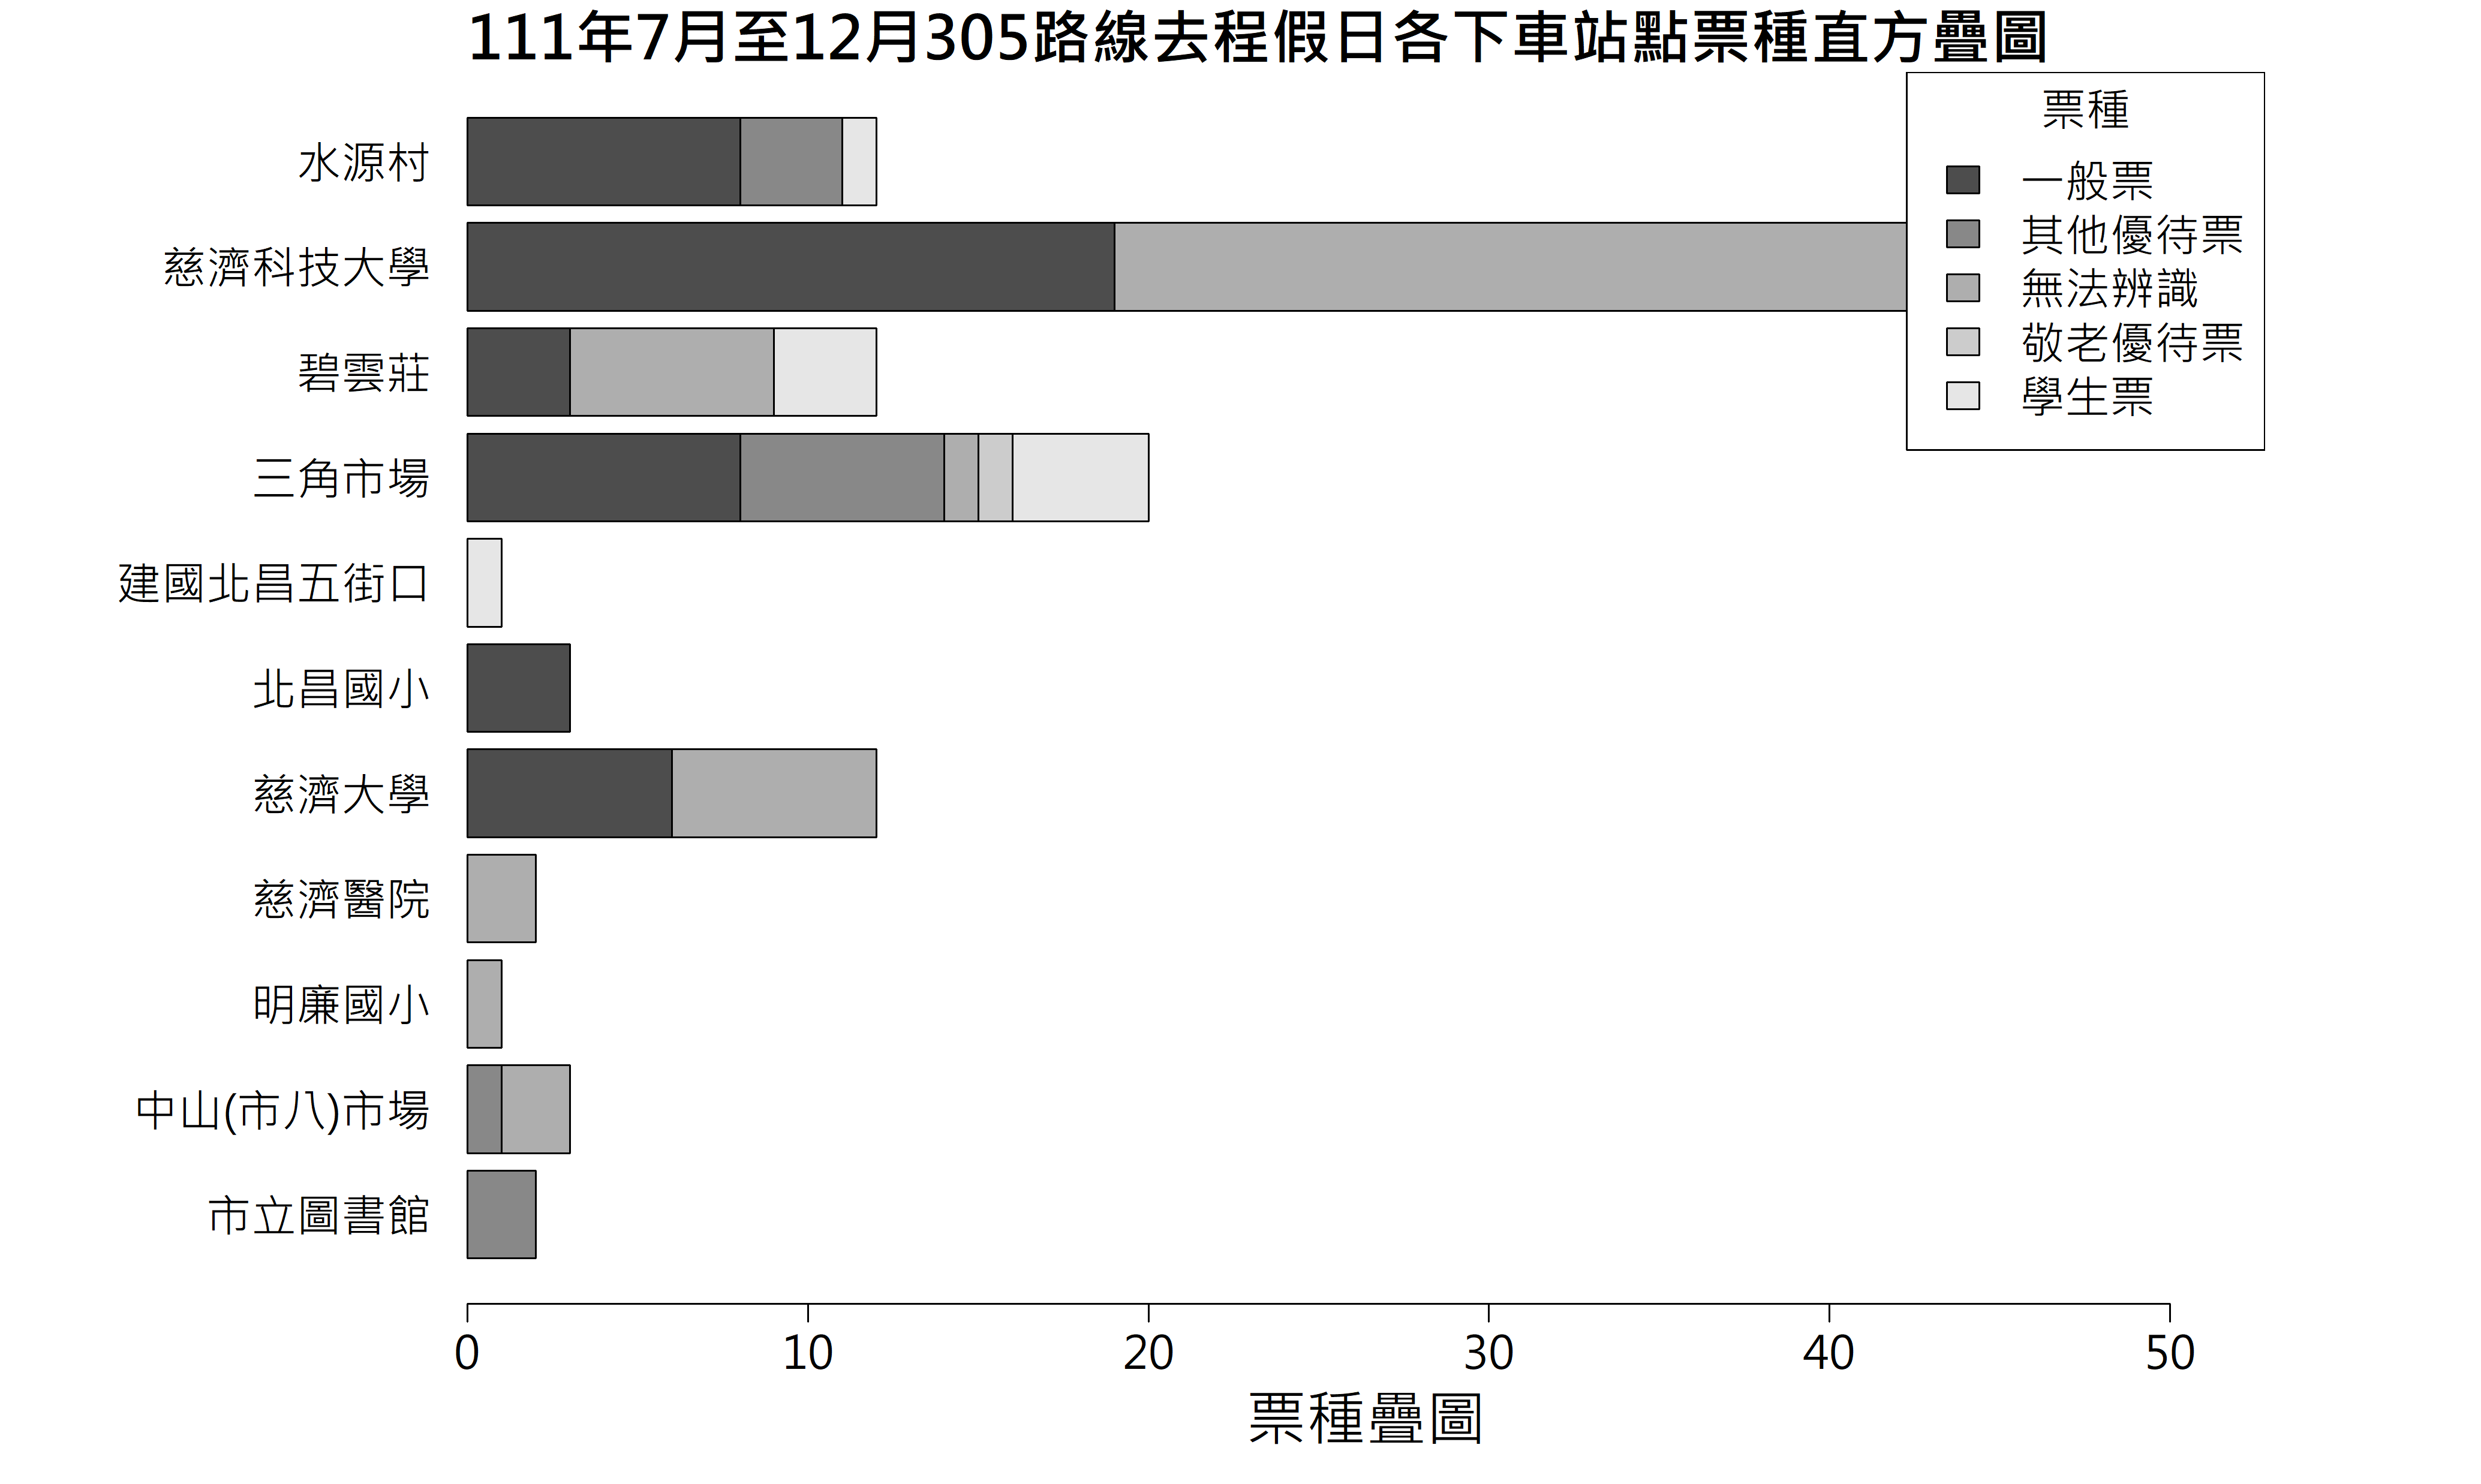 111年7月至12月305路線去程假日各下車站點票種直方疊圖
票種
一般票
其他優待票
無法辨識
敬老優待票
學生票
水源村
慈濟科技大學
碧雲莊
三角市場
建國北昌五街口
北昌國小
慈濟大學
慈濟醫院
明廉國小
中山(市八)市場
市立圖書館
0 10 20 30 40 50
票種疊圖